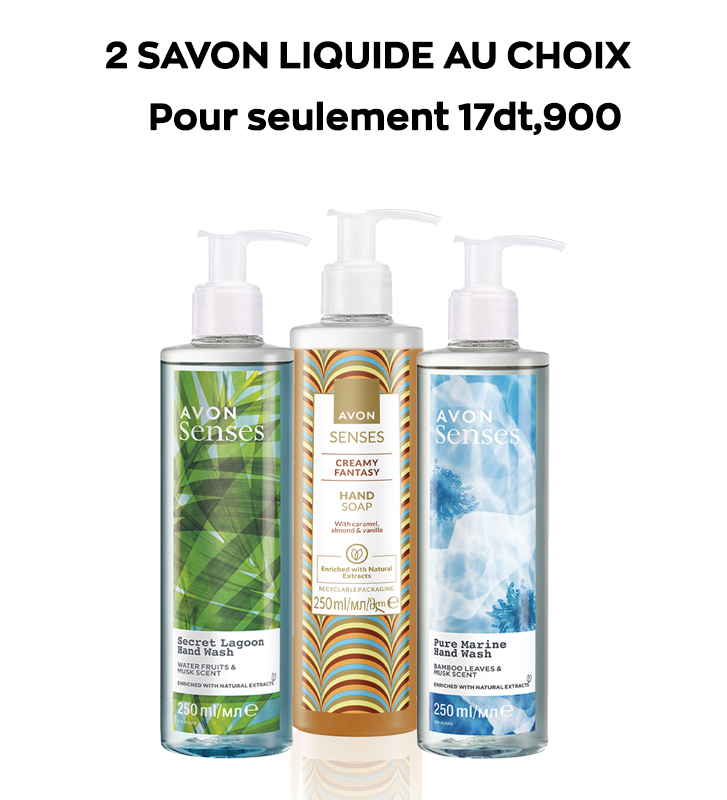 2 SAVON LIQUIDE AU CHOIX
Pour seulement 17dt,900
AVON
Senses
Secret Lagoon
Hand Wash
WATER FRUITS &
MUSK SCENT
ENRICHED WITH NATURAL EXTRACTS
250 ml/мл e
AVON
SENSES
CREAMY
FANTASY
HAND
SOAP
With caramel,
almond & vanilla
Enriched with Natural
Extracts
RECYCLABLE PACKAGING
250 ml/мл/მლ e
AVON
Senses
Pure Marine
Hand Wash
BAMBOO LEAVES &
MUSK SCENT
ENRICHED WITH NATURAL EXTRACTS
250 ml/мл e